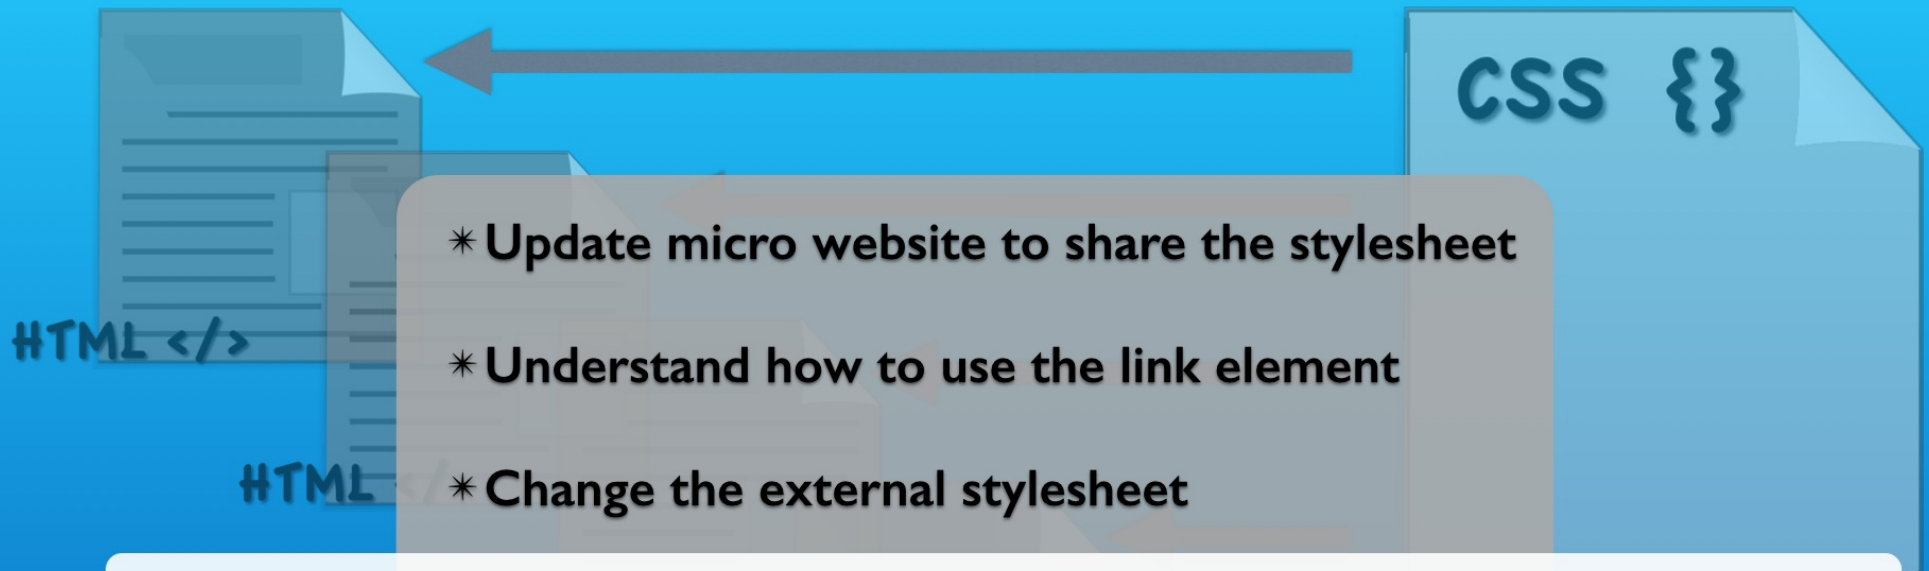 CSS {}
* Update micro website to share the stylesheet
HTML </>
* Understand how to use the link element
HTML </
* Change the external stylesheet